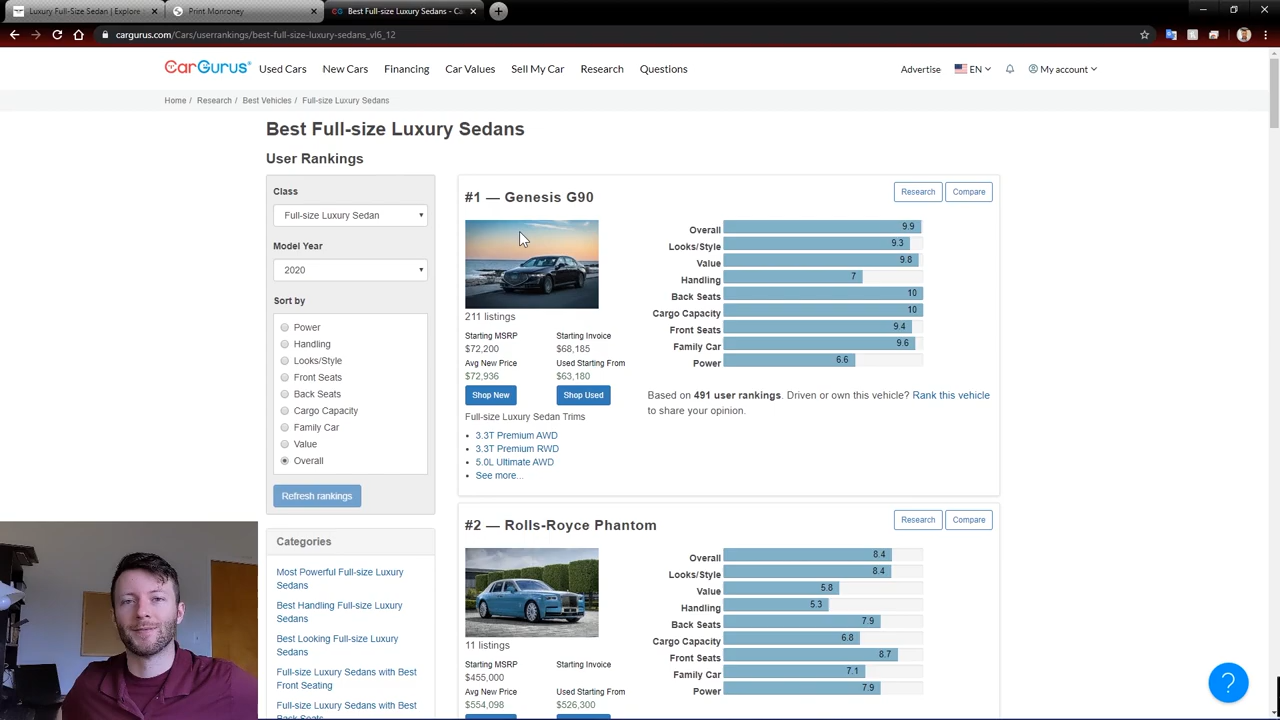 Luxury Full-Size Sedan | Explore
Print Monroney
CG Best Full-Size Luxury Sedans - Ca
cargurus.com/Cars/userrankings/best-full-size-luxury-sedans_vl6_12
CarGurus
Used Cars
New Cars
Financing
Car Values
Sell My Car
Research
Questions
Advertise
EN
My account
Home / Research / Best Vehicles / Full-size Luxury Sedans
Best Full-size Luxury Sedans
User Rankings
Class
Full-size Luxury Sedan
Model Year
2020
Sort by
Power
Handling
Looks/Style
Front Seats
Back Seats
Cargo Capacity
Family Car
Value
Overall
Refresh rankings
Categories
Most Powerful Full-size Luxury
Sedans
Best Handling Full-size Luxury
Sedans
Best Looking Full-size Luxury
Sedans
Full-size Luxury Sedans with Best
Front Seating
Full-size Luxury Sedans with Best
Back Seats
#1 — Genesis G90
Research
Compare
211 listings
Starting MSRP
Starting Invoice
$72,200
$68,185
Avg New Price
Used Starting From
$72,936
$63,180
Shop New
Shop Used
Full-size Luxury Sedan Trims
3.3T Premium AWD
3.3T Premium RWD
5.0L Ultimate AWD
See more...
Overall 9.9
Looks/Style 9.3
Value 9.8
Handling 7
Back Seats 10
Cargo Capacity 10
Front Seats 9.4
Family Car 9.6
Power 6.6
Based on 491 user rankings. Driven or own this vehicle? Rank this vehicle
to share your opinion.
#2 — Rolls-Royce Phantom
Research
Compare
11 listings
Starting MSRP
Starting Invoice
$455,000
Avg New Price
Used Starting From
$554,098
$526,300
Overall 8.4
Looks/Style 8.4
Value 5.8
Handling 5.3
Back Seats 7.9
Cargo Capacity 6.8
Front Seats 8.7
Family Car 7.1
Power 7.9
?